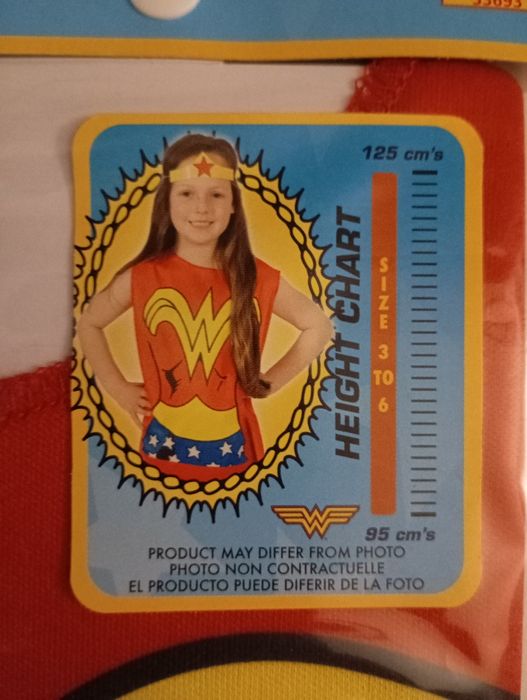 125 cm's
HEIGHT CHART
SIZE 3 TO 6
95 cm's
PRODUCT MAY DIFFER FROM PHOTO
PHOTO NON CONTRACTUELLE
EL PRODUCTO PUEDE DIFERIR DE LA FOTO